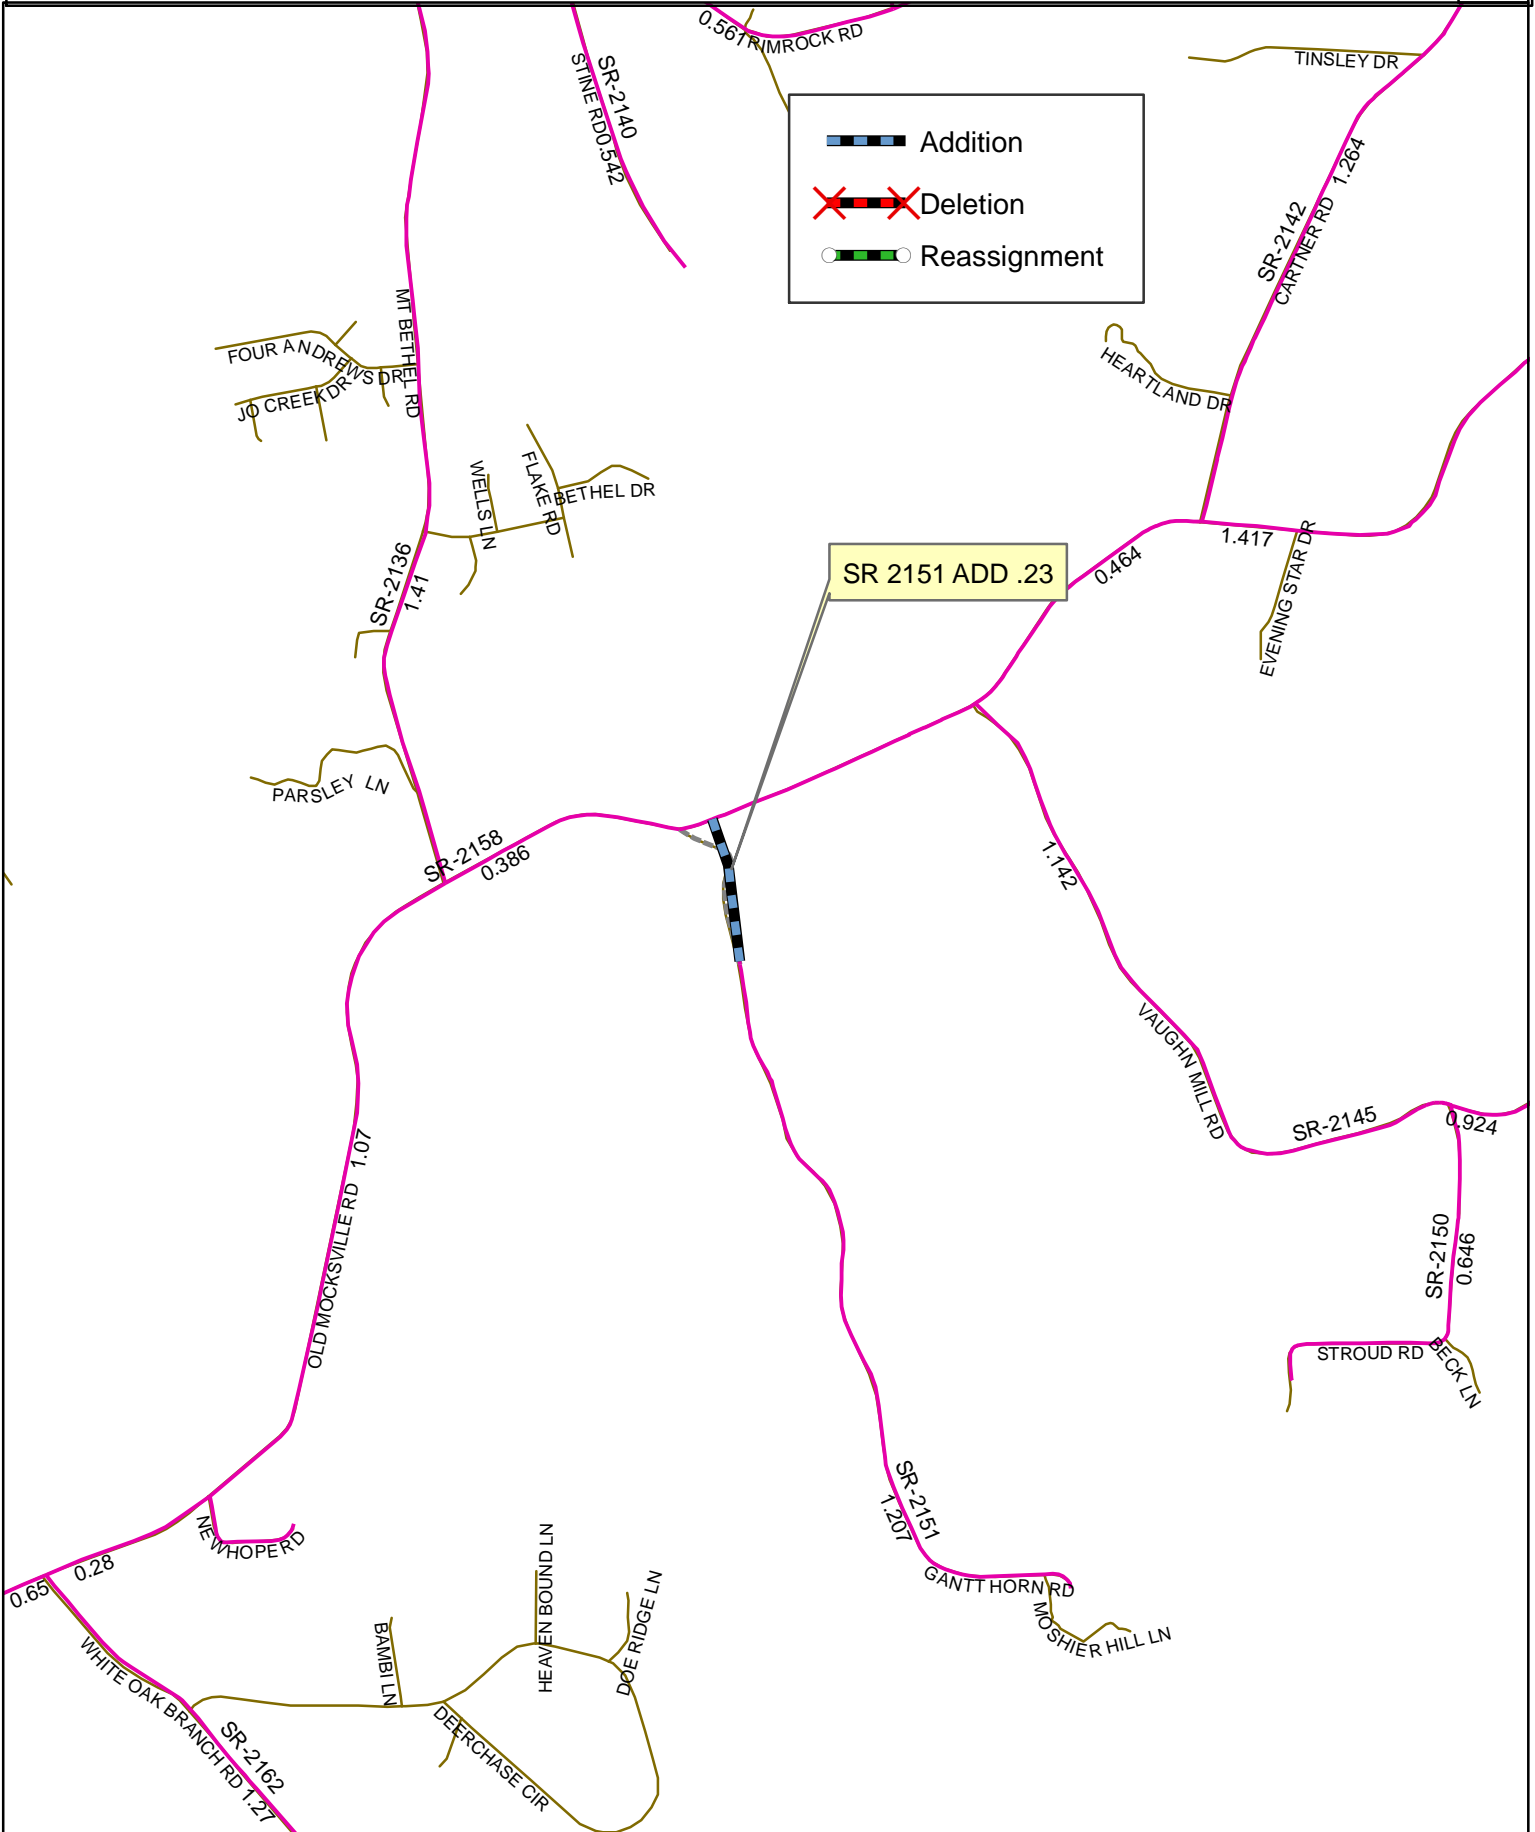 0.561
RIMROCK RD
TINSLEY DR
SR-2140
STINE RD 0.542
Addition
Deletion
Reassignment
1.264
SR-2142
CARTNER RD
MT BETHEL RD
FOUR ANDREWS DR
JO CREEK DR
HEARTLAND DR
WELLS LN
FLAKE RD
BETHEL DR
SR-2136
1.41
SR 2151 ADD .23
0.464
1.417
EVENING STAR DR
PARSLEY LN
SR-2158
0.386
1.142
VAUGHN MILL RD
SR-2145
0.924
1.07
OLD MOCKSVILLE RD
SR-2150
0.646
STROUD RD
BECK LN
SR-2151
1.207
GANTT HORN RD
MOSHIER HILL LN
NEWHOPE RD
0.28
0.65
WHITE OAK BRANCH RD 1.27
SR-2162
BAMBI LN
HEAVEN BOUND LN
DOE RIDGE LN
DEERCHASE CIR